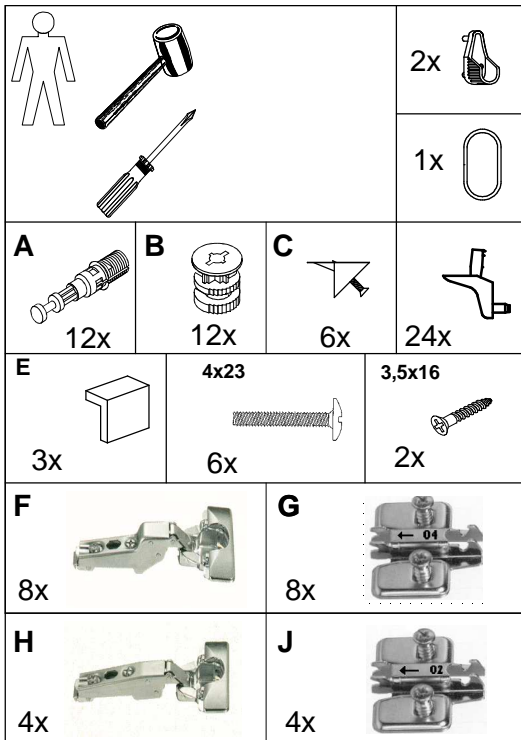 2x
1x
A
B
C
12x
12x
6x
24x
E
4x23
3,5x16
3x
6x
2x
F
G
← 04
8x
8x
H
J
← 02
4x
4x